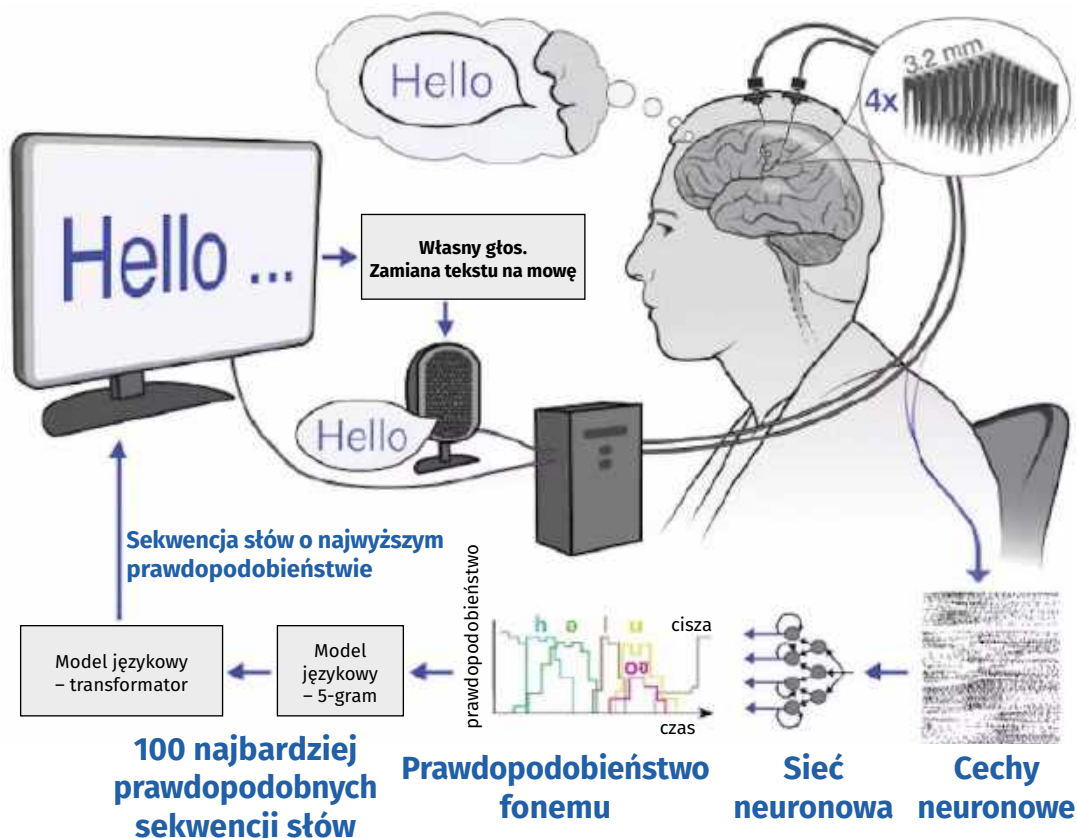 Hello
3.2 mm
4x
Hello ...
Własny głos.
Zamiana tekstu na mowę
Hello
Sekwencja słów o najwyższym
prawdopodobieństwie
Model językowy
– transformator
Model
językowy
– 5-gram
prawdopodobieństwo
h ə l u
oʊ
cisza
czas
100 najbardziej
prawdopodobnych
sekwencji słów
Prawdopodobieństwo
fonemu
Sieć
neuronowa
Cechy
neuronowe